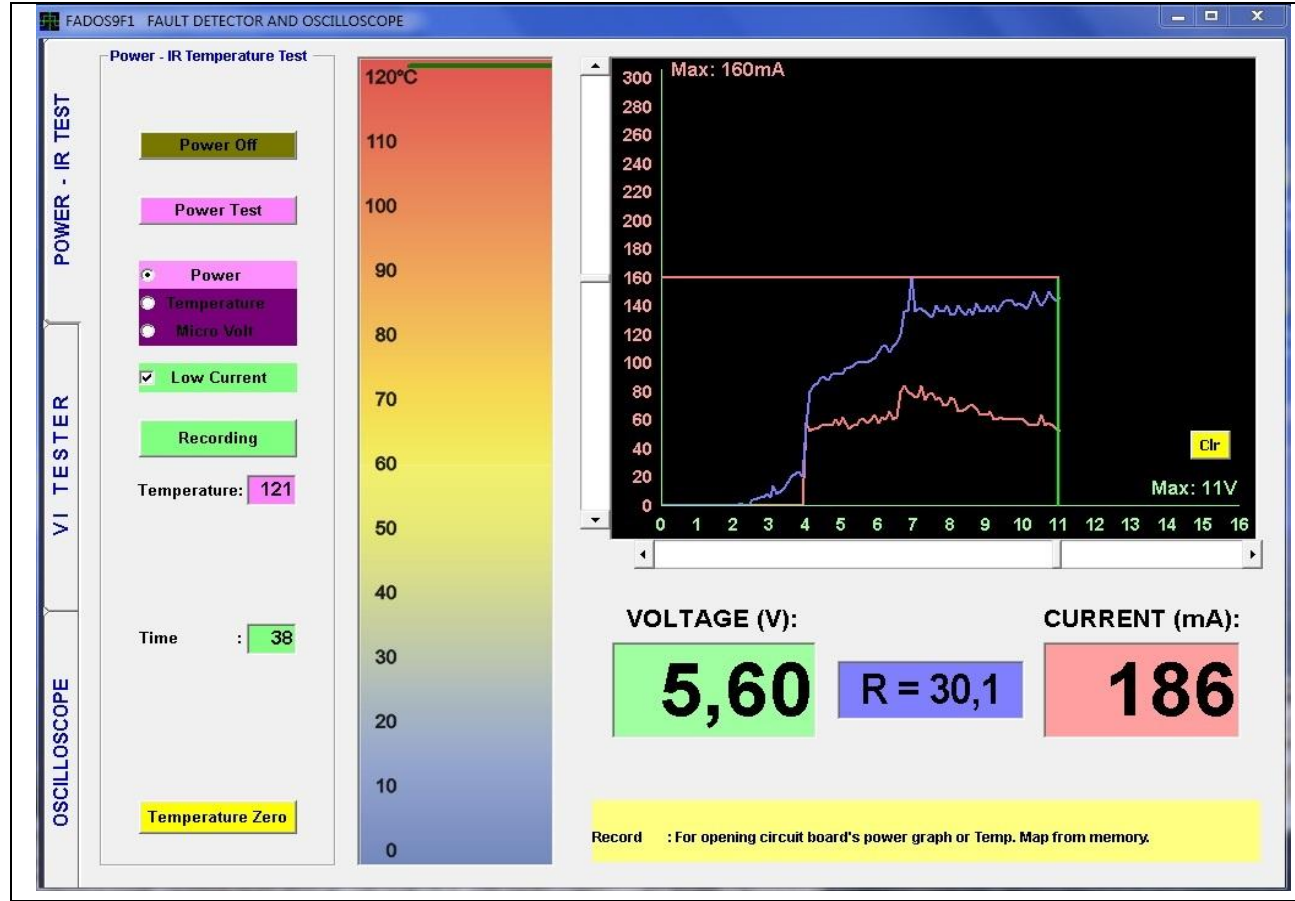 FADOS9F1 FAULT DETECTOR AND OSCILLOSCOPE
POWER - IR TEST
VI TESTER
OSCILLOSCOPE
Power - IR Temperature Test
Power Off
Power Test
Power
Temperature
Micro Volt
Low Current
Recording
Temperature: 121
Time : 38
Temperature Zero
120°C
110
100
90
80
70
60
50
40
30
20
10
0
Max: 160mA
300
280
260
240
220
200
180
160
140
120
100
80
60
40
20
0
Clr
Max: 11V
0 1 2 3 4 5 6 7 8 9 10 11 12 13 14 15 16
VOLTAGE (V):
5,60
R = 30,1
CURRENT (mA):
186
Record : For opening circuit board's power graph or Temp. Map from memory.